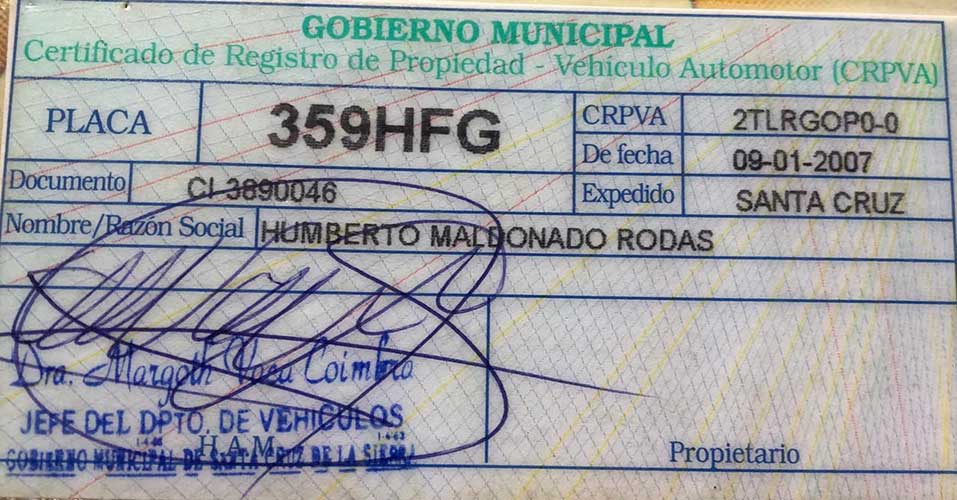 GOBIERNO MUNICIPAL
Certificado de Registro de Propiedad - Vehículo Automotor (CRPVA)
PLACA 359HFG
CRPVA 2TLRGOP0-0
De fecha 09-01-2007
Documento CI 3890046
Expedido SANTA CRUZ
Nombre/Razón Social HUMBERTO MALDONADO RODAS
Dra. Margoth Vaca Coimbra
JEFE DEL DPTO. DE VEHICULOS
H.A.M.
GOBIERNO MUNICIPAL DE SANTA CRUZ DE LA SIERRA
Propietario